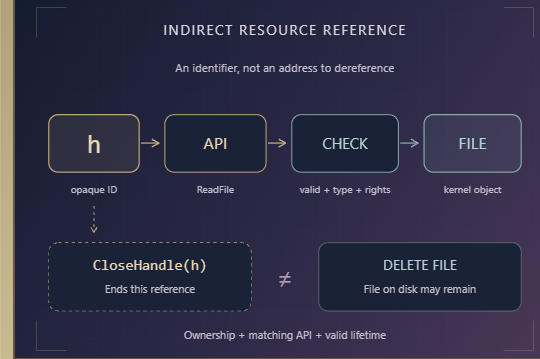 INDIRECT RESOURCE REFERENCE
An identifier, not an address to dereference
h
API
CHECK
FILE
opaque ID
ReadFile
valid + type + rights
kernel object
CloseHandle(h)
Ends this reference
≠
DELETE FILE
File on disk may remain
Ownership + matching API + valid lifetime